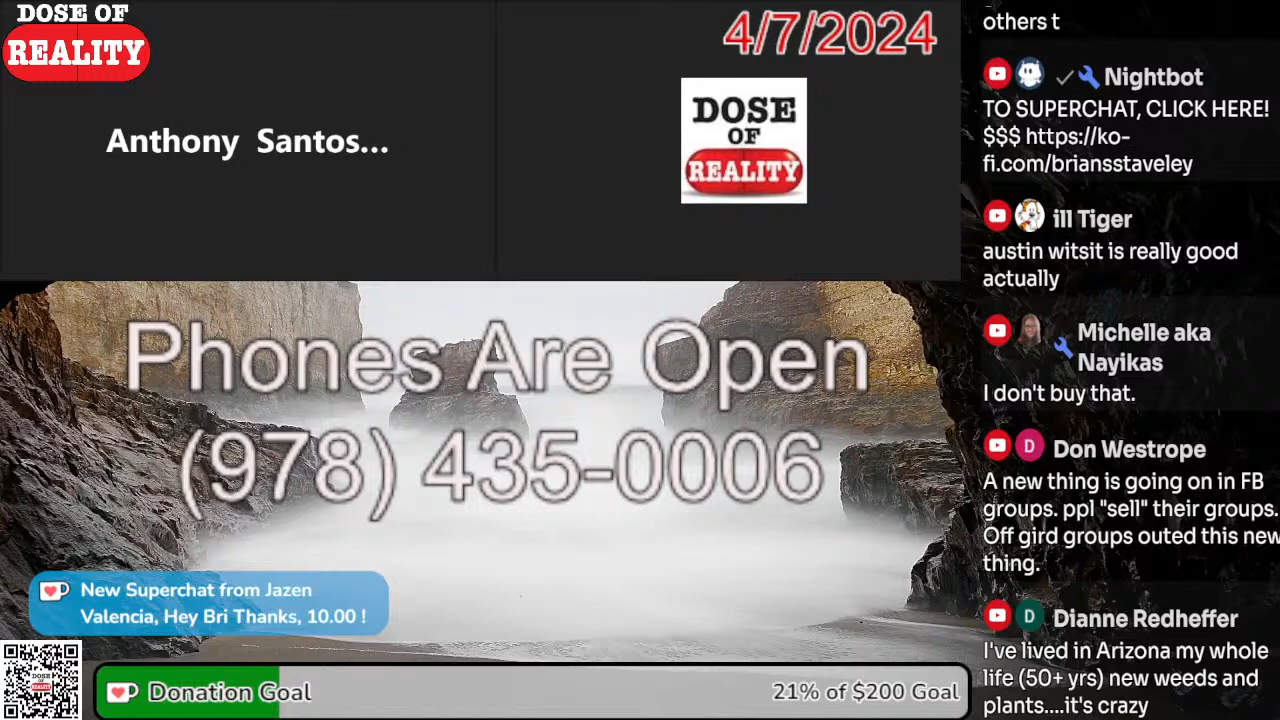 DOSE OF
REALITY
4/7/2024
Anthony Santos...
DOSE
OF
REALITY
Phones Are Open
(978) 435-0006
New Superchat from Jazen
Valencia, Hey Bri Thanks, 10.00 !
Donation Goal
21% of $200 Goal
others t
Nightbot
TO SUPERCHAT, CLICK HERE!
$$$ https://ko-
fi.com/briansstaveley
ill Tiger
austin witsit is really good
actually
Michelle aka
Nayikas
I don't buy that.
D
Don Westrope
A new thing is going on in FB
groups. ppl "sell" their groups.
Off gird groups outed this new
thing.
D
Dianne Redheffer
I've lived in Arizona my whole
life (50+ yrs) new weeds and
plants....it's crazy